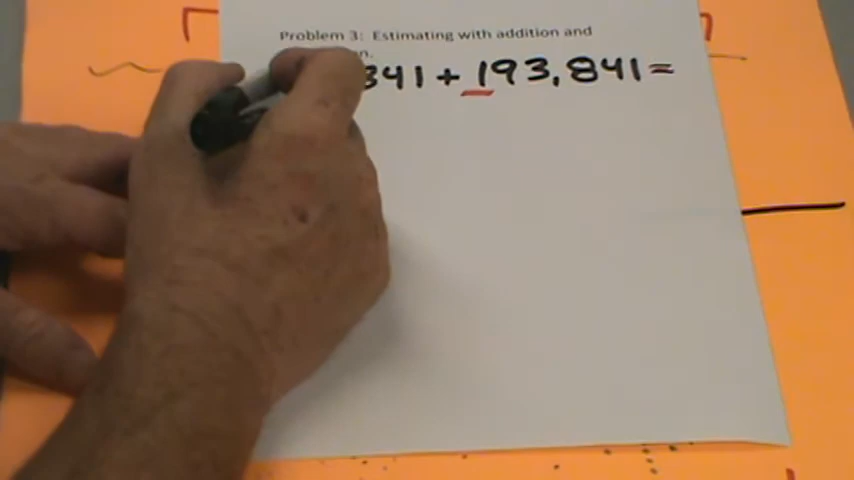 Problem 3: Estimating with addition and
341 + 193,841 =